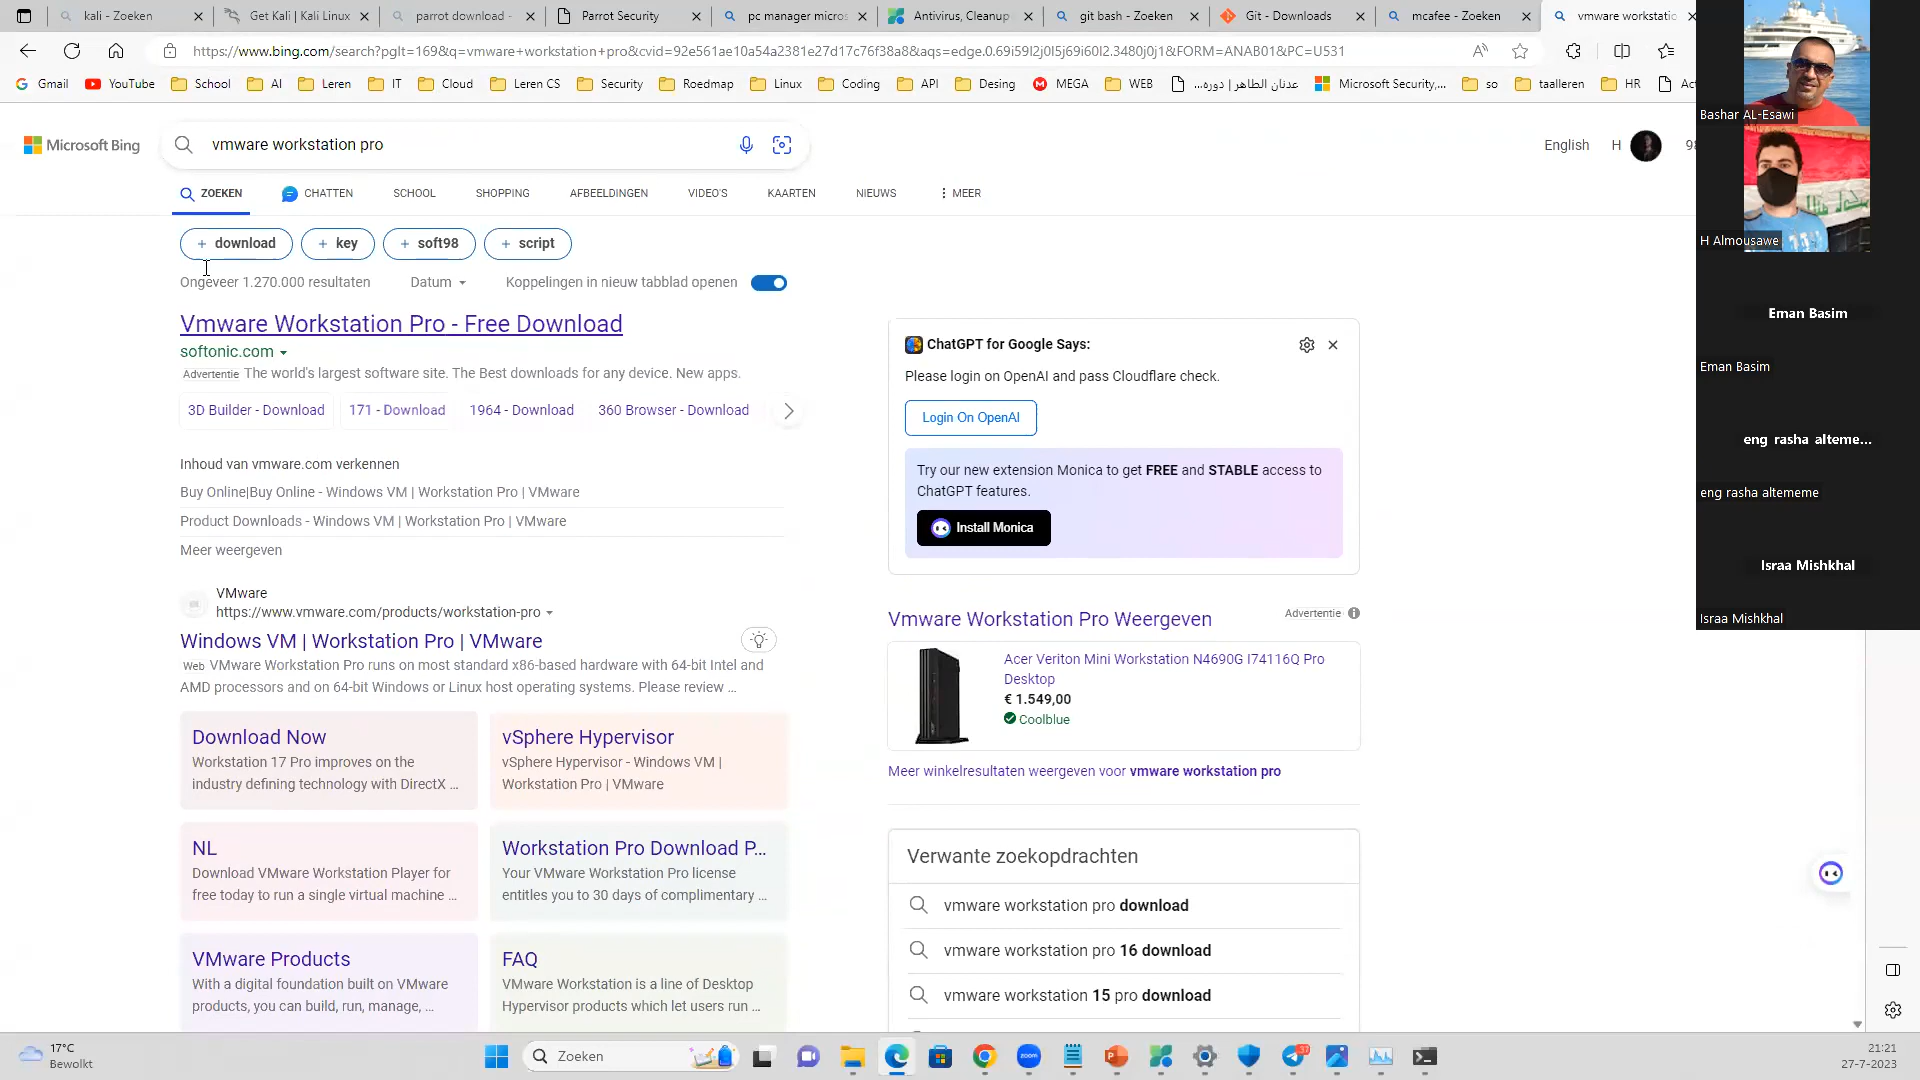 kali - Zoeken
Get Kali | Kali Linux
parrot download -
Parrot Security
pc manager micros
Antivirus, Cleanup
git bash - Zoeken
Git - Downloads
mcafee - Zoeken
vmware workstatio
https://www.bing.com/search?pglt=169&q=vmware+workstation+pro&cvid=92e561ae10a54a2381e27d17c76f38a8&aqs=edge.0.69i59l2j0l5j69i60l2.3480j0j1&FORM=ANAB01&PC=U531
Gmail
YouTube
School
AI
Leren
IT
Cloud
Leren CS
Security
Roedmap
Linux
Coding
API
Desing
MEGA
WEB
عدنان الطاهر | دوره...
Microsoft Security,...
so
taalleren
HR
Act
Microsoft Bing
vmware workstation pro
English
H
98
ZOEKEN
CHATTEN
SCHOOL
SHOPPING
AFBEELDINGEN
VIDEO'S
KAARTEN
NIEUWS
MEER
+ download
+ key
+ soft98
+ script
Ongeveer 1.270.000 resultaten
Datum
Koppelingen in nieuw tabblad openen
Vmware Workstation Pro - Free Download
softonic.com
Advertentie The world's largest software site. The Best downloads for any device. New apps.
3D Builder - Download
171 - Download
1964 - Download
360 Browser - Download
Inhoud van vmware.com verkennen
Buy Online|Buy Online - Windows VM | Workstation Pro | VMware
Product Downloads - Windows VM | Workstation Pro | VMware
Meer weergeven
VMware
https://www.vmware.com/products/workstation-pro
Windows VM | Workstation Pro | VMware
Web VMware Workstation Pro runs on most standard x86-based hardware with 64-bit Intel and
AMD processors and on 64-bit Windows or Linux host operating systems. Please review ...
Download Now
Workstation 17 Pro improves on the
industry defining technology with DirectX ...
vSphere Hypervisor
vSphere Hypervisor - Windows VM |
Workstation Pro | VMware
NL
Download VMware Workstation Player for
free today to run a single virtual machine ...
Workstation Pro Download P...
Your VMware Workstation Pro license
entitles you to 30 days of complimentary ...
VMware Products
With a digital foundation built on VMware
products, you can build, run, manage, ...
FAQ
VMware Workstation is a line of Desktop
Hypervisor products which let users run ...
ChatGPT for Google Says:
Please login on OpenAI and pass Cloudflare check.
Login On OpenAI
Try our new extension Monica to get FREE and STABLE access to
ChatGPT features.
Install Monica
Vmware Workstation Pro Weergeven
Advertentie
Acer Veriton Mini Workstation N4690G I74116Q Pro
Desktop
€ 1.549,00
Coolblue
Meer winkelresultaten weergeven voor vmware workstation pro
Verwante zoekopdrachten
vmware workstation pro download
vmware workstation pro 16 download
vmware workstation 15 pro download
Bashar AL-Esawi
H Almousawe
Eman Basim
Eman Basim
eng rasha alteme...
eng rasha altememe
Israa Mishkhal
Israa Mishkhal
17°C
Bewolkt
Zoeken
zoom
21:21
27-7-2023